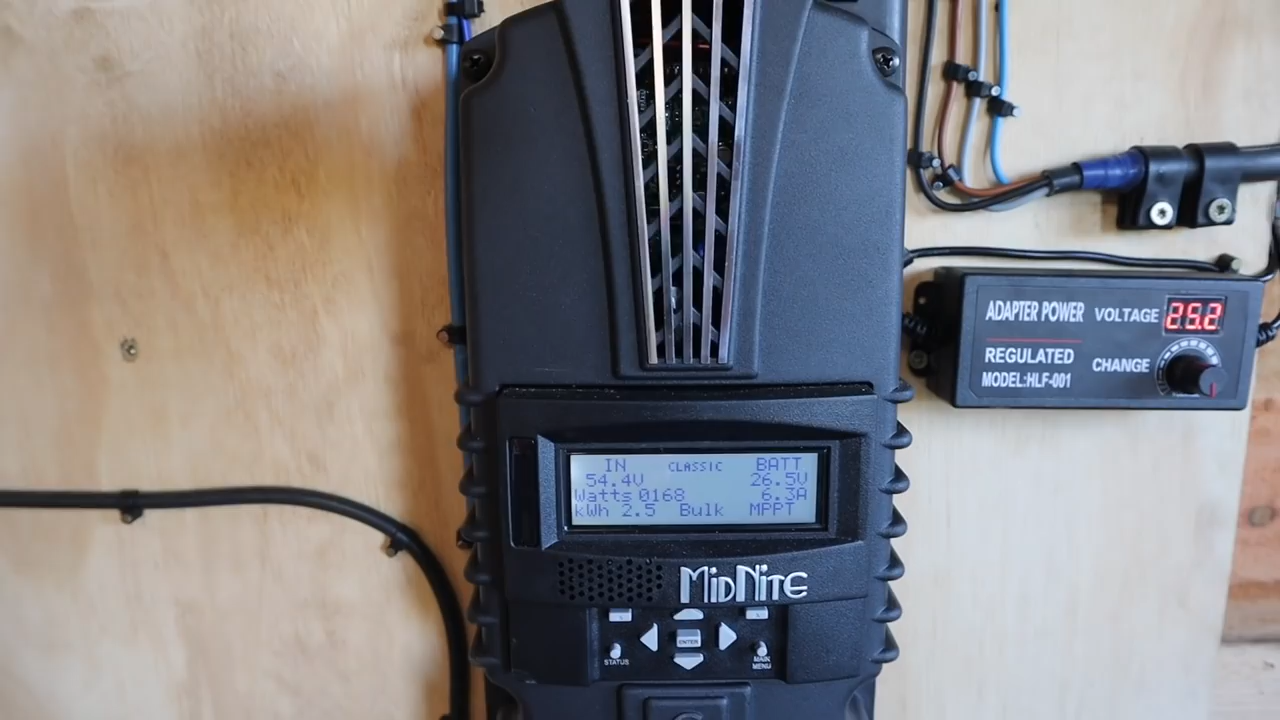 ADAPTER POWER VOLTAGE 25.2
REGULATED CHANGE
MODEL:HLF-001
IN CLASSIC BATT
54.4V 26.5V
Watts 0168 6.3A
kWh 2.5 Bulk MPPT
MIDNITE
ENTER
STATUS
MAIN
MENU